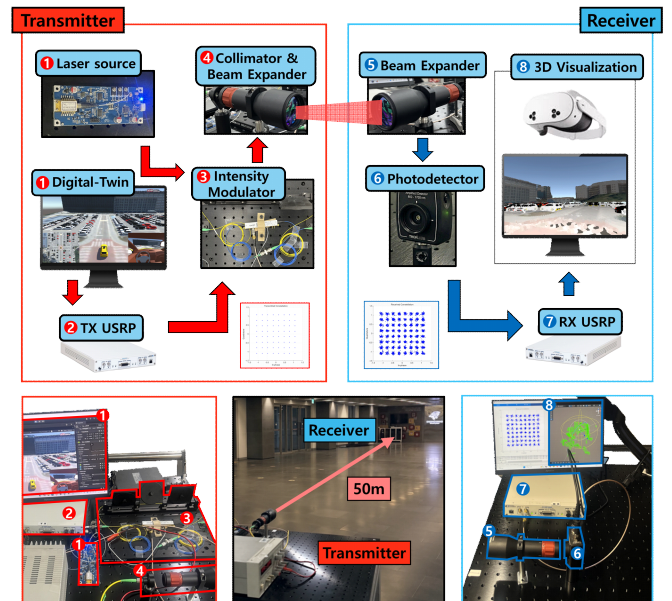 Transmitter
Receiver
1 Laser source
4 Collimator &
Beam Expander
5 Beam Expander
8 3D Visualization
1 Digital-Twin
3 Intensity
Modulator
6 Photodetector
2 TX USRP
7 RX USRP
1
2
3
1
4
Receiver
50m
Transmitter
8
7
5
6